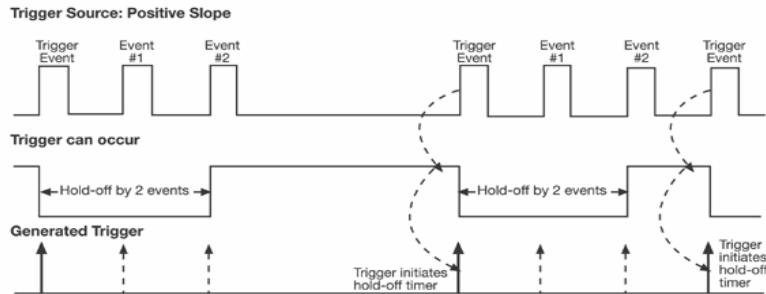 Trigger Source: Positive Slope
Trigger
Event
Event
#1
Event
#2
Trigger
Event
Event
#1
Event
#2
Trigger
Event
Trigger can occur
Hold-off by 2 events
Hold-off by 2 events
Generated Trigger
Trigger initiates
hold-off timer
Trigger
initiates
hold-off
timer